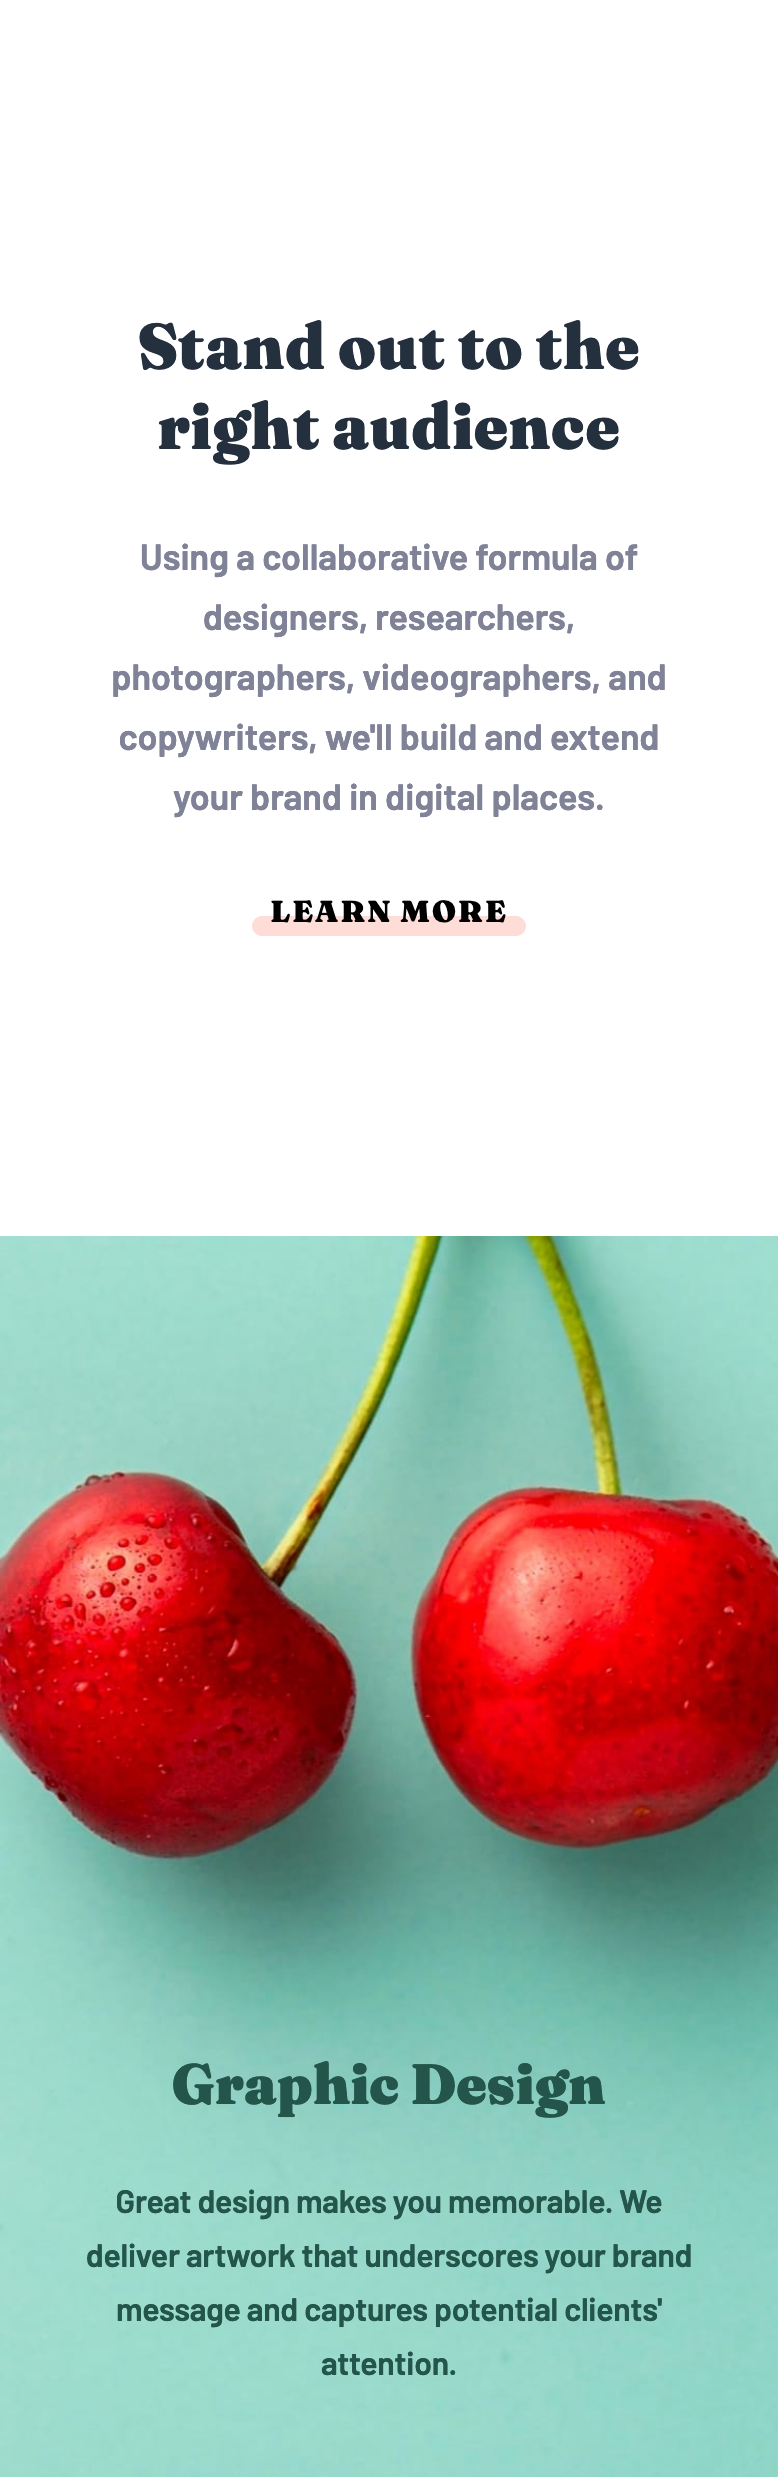 Stand out to the
right audience
Using a collaborative formula of
designers, researchers,
photographers, videographers, and
copywriters, we'll build and extend
your brand in digital places.
LEARN MORE
Graphic Design
Great design makes you memorable. We
deliver artwork that underscores your brand
message and captures potential clients'
attention.